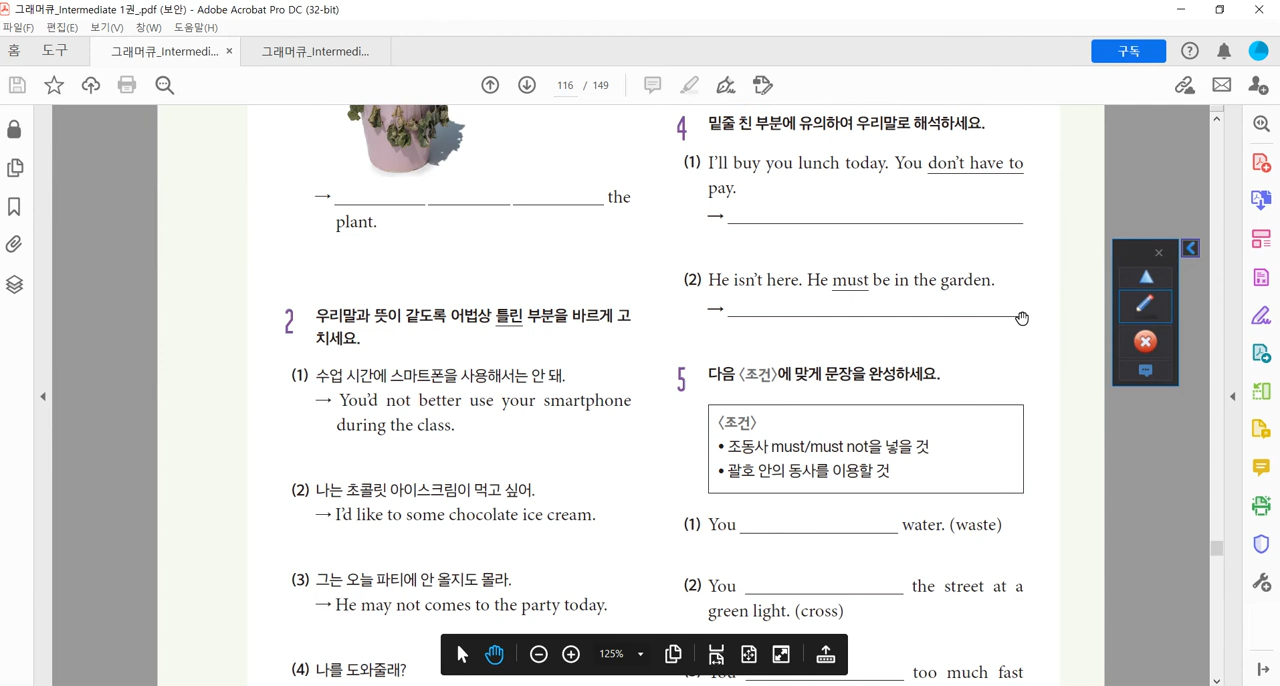 그래머큐_Intermediate 1권_.pdf (보안) - Adobe Acrobat Pro DC (32-bit)
파일(F) 편집(E) 보기(V) 창(W) 도움말(H)
홈 도구 그래머큐_Intermedi... × 그래머큐_Intermedi... 구독
116 / 149
→ ____________ ____________ ____________ the
plant.
2 우리말과 뜻이 같도록 어법상 틀린 부분을 바르게 고
치세요.
(1) 수업 시간에 스마트폰을 사용해서는 안 돼.
→ You'd not better use your smartphone
during the class.
(2) 나는 초콜릿 아이스크림이 먹고 싶어.
→ I'd like to some chocolate ice cream.
(3) 그는 오늘 파티에 안 올지도 몰라.
→ He may not comes to the party today.
(4) 나를 도와줄래?
4 밑줄 친 부분에 유의하여 우리말로 해석하세요.
(1) I'll buy you lunch today. You don't have to
pay.
→
(2) He isn't here. He must be in the garden.
→
5 다음 〈조건〉에 맞게 문장을 완성하세요.
〈조건〉
• 조동사 must/must not을 넣을 것
• 괄호 안의 동사를 이용할 것
(1) You ____________ water. (waste)
(2) You ____________ the street at a
green light. (cross)
(3) You ____________ too much fast
125%